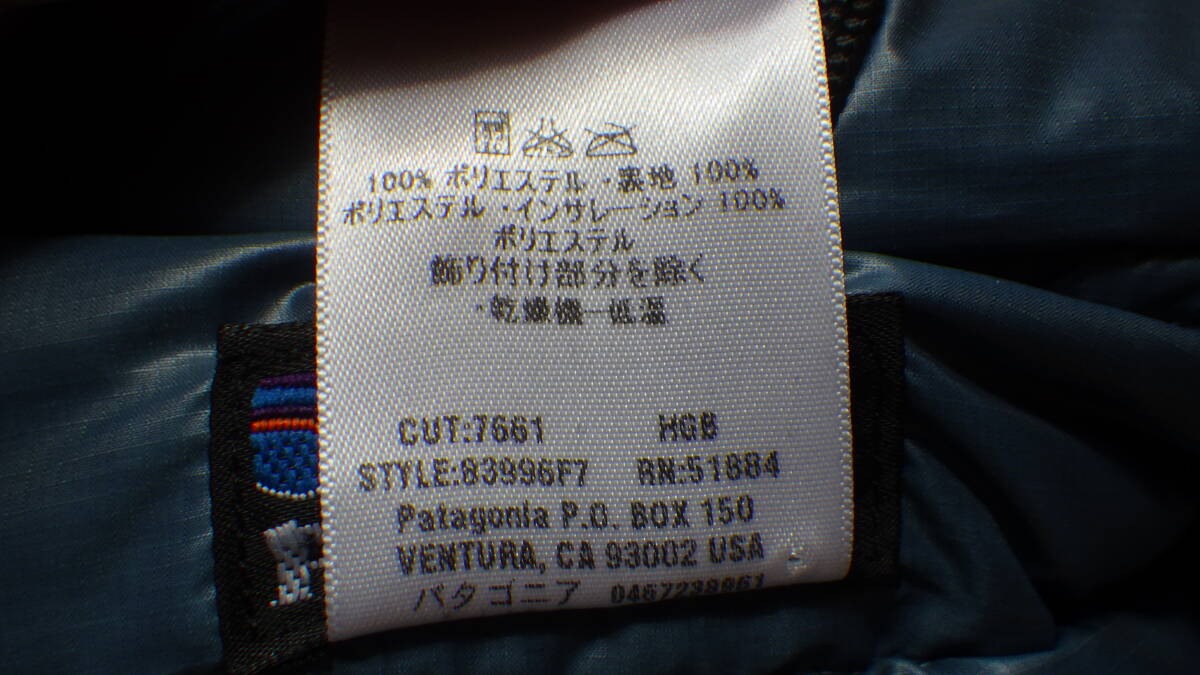 100% ポリエステル ・表地 100%
ポリエステル ・インサレーション 100%
ポリエステル
飾り付け部分を除く
・乾燥機ー低温
CUT:7661 HGB
STYLE:83996F7 RN:51884
Patagonia P.O. BOX 150
VENTURA, CA 93002 USA
パタゴニア 0467238961